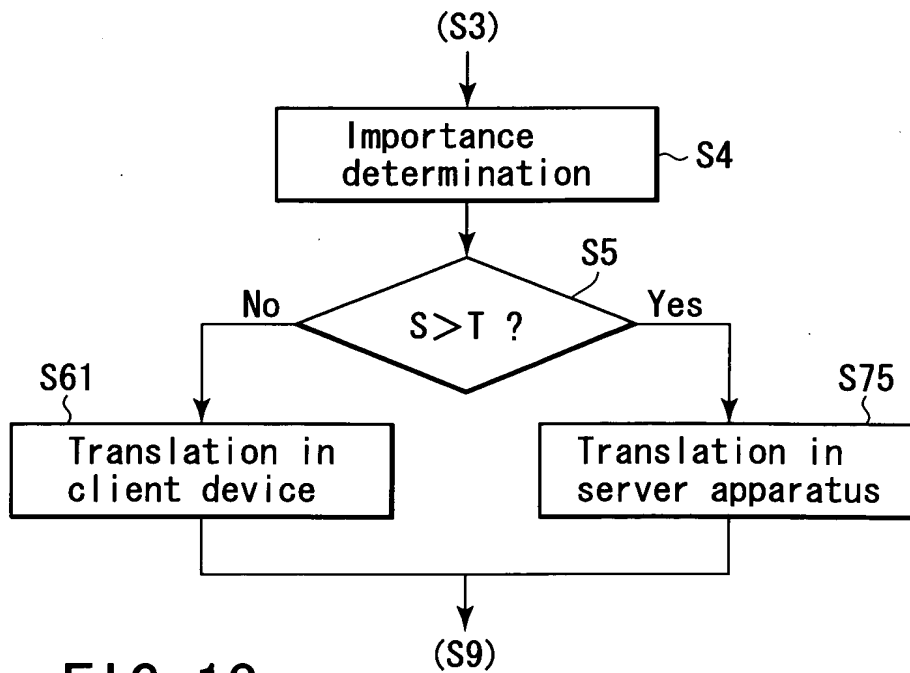 (S3)
Importance
determination
S4
S5
No
S>T ?
Yes
S61
S75
Translation in
client device
Translation in
server apparatus
(S9)